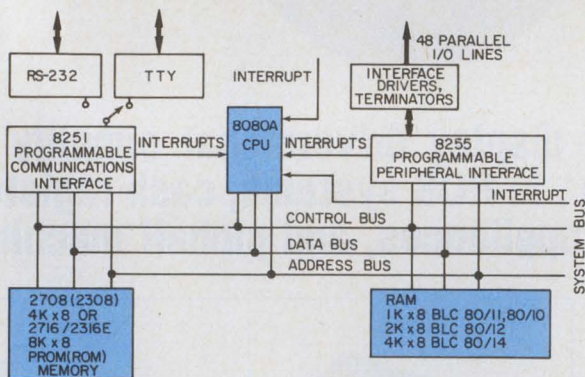 48 PARALLEL
I/O LINES
RS-232
TTY
INTERRUPT
INTERFACE
DRIVERS,
TERMINATORS
8251
PROGRAMMABLE
COMMUNICATIONS
INTERFACE
INTERRUPTS
8080A
CPU
INTERRUPTS
8255
PROGRAMMABLE
PERIPHERAL INTERFACE
INTERRUPT
CONTROL BUS
DATA BUS
ADDRESS BUS
SYSTEM BUS
2708 (2308)
4K x 8 OR
2716/2316E
8K x 8
PROM(ROM)
MEMORY
RAM
1K x 8 BLC 80/11, 80/10
2K x 8 BLC 80/12
4K x 8 BLC 80/14